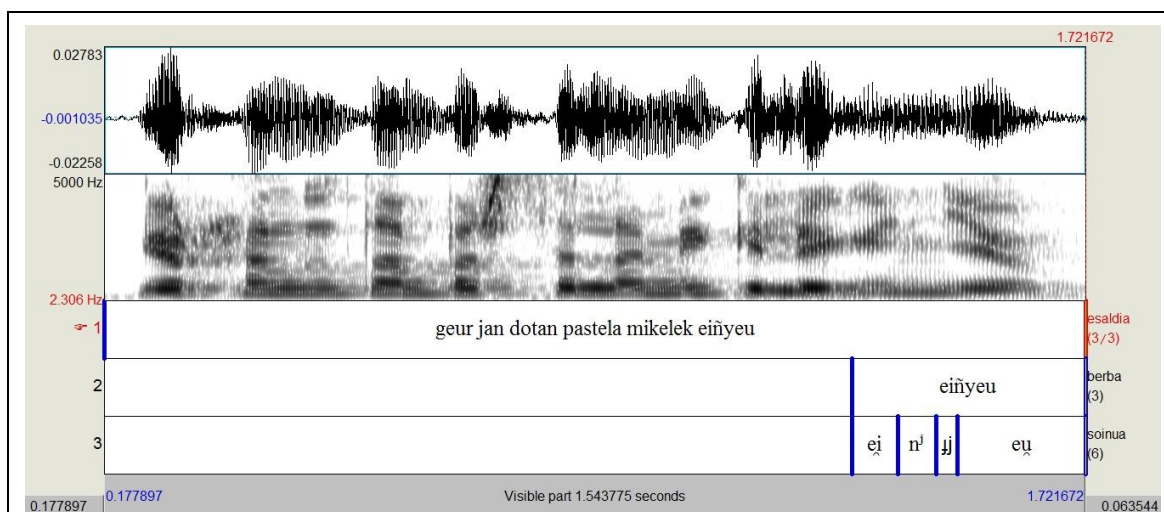 1.721672
0.02783
-0.001035
-0.02258
5000 Hz
2.306 Hz
☞ 1 geur jan dotan pastela mikelek eiñyeu esaldia (3/3)
2 eiñyeu berba (3)
3 ei̯ nʲ ɟj eu̯ soinua (6)
0.177897 Visible part 1.543775 seconds 1.721672
0.177897 0.063544